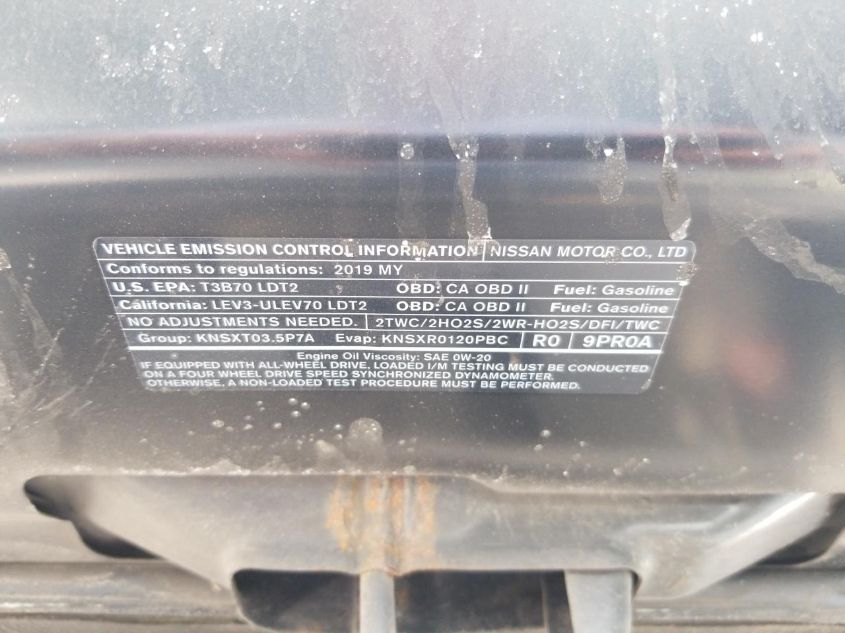 VEHICLE EMISSION CONTROL INFORMATION NISSAN MOTOR CO., LTD
Conforms to regulations: 2019 MY
U.S. EPA: T3B70 LDT2 OBD: CA OBD II Fuel: Gasoline
California: LEV3-ULEV70 LDT2 OBD: CA OBD II Fuel: Gasoline
NO ADJUSTMENTS NEEDED. 2TWC/2HO2S/2WR-HO2S/DFI/TWC
Group: KNSXT03.5P7A Evap: KNSXR0120PBC R0 9PR0A
Engine Oil Viscosity: SAE 0W-20
IF EQUIPPED WITH ALL-WHEEL DRIVE, LOADED I/M TESTING MUST BE CONDUCTED
ON A FOUR WHEEL DRIVE SPEED SYNCHRONIZED DYNAMOMETER.
OTHERWISE, A NON-LOADED TEST PROCEDURE MUST BE PERFORMED.